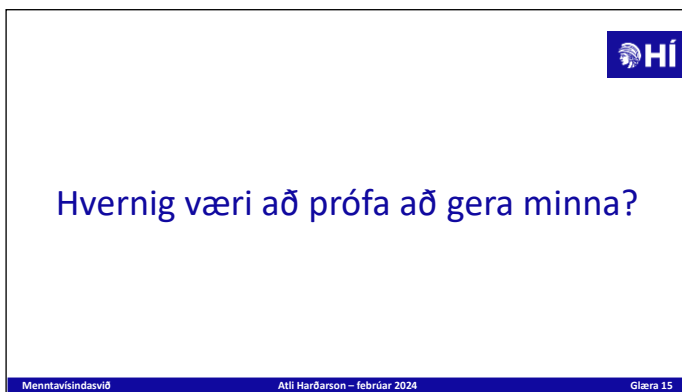 HÍ
Hvernig væri að prófa að gera minna?
Menntavísindasvið Atli Harðarson – febrúar 2024 Glæra 15